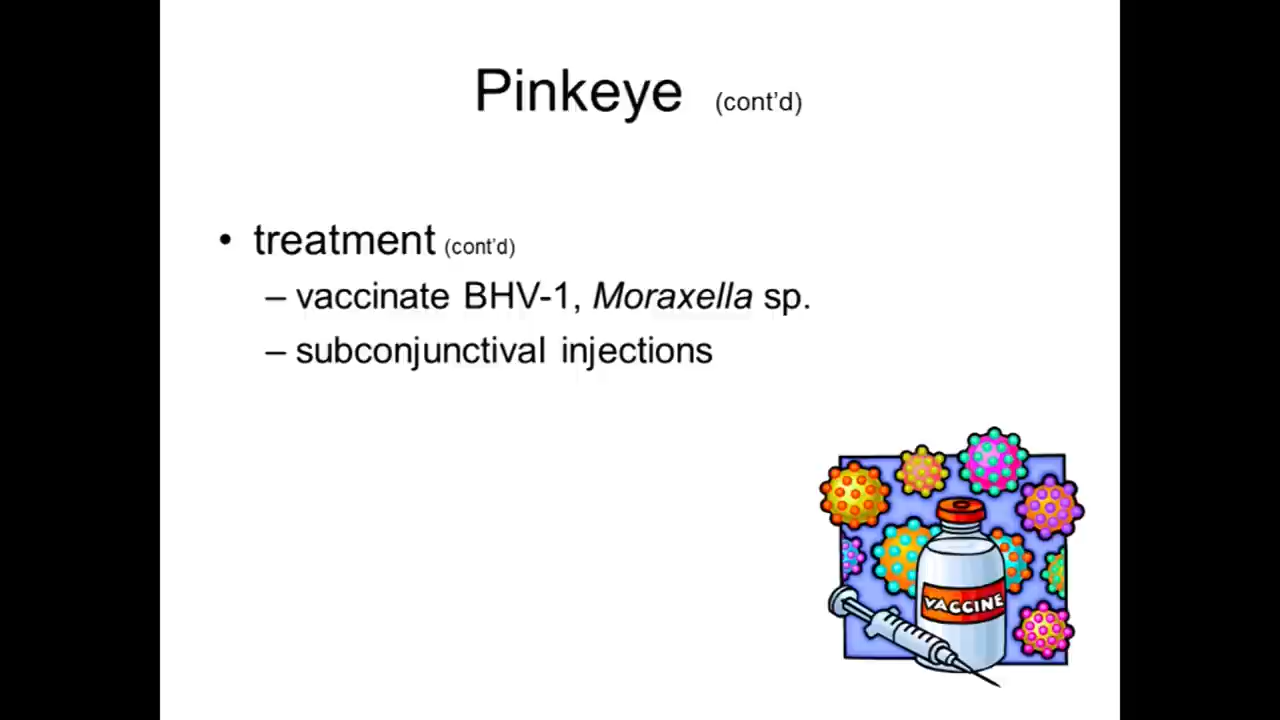 Pinkeye (cont'd)
• treatment (cont'd)
– vaccinate BHV-1, Moraxella sp.
– subconjunctival injections
VACCINE